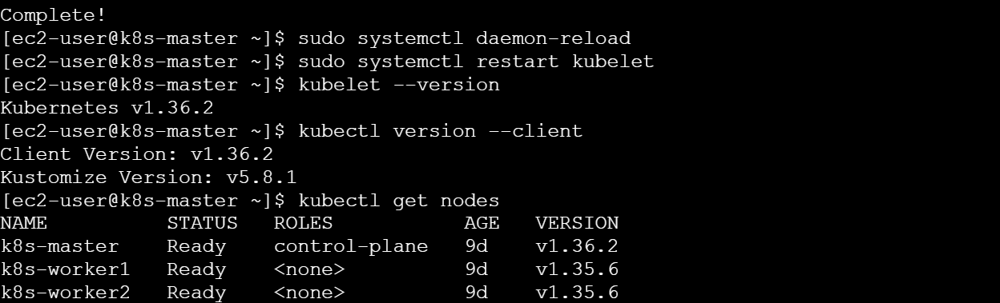 Complete!
[ec2-user@k8s-master ~]$ sudo systemctl daemon-reload
[ec2-user@k8s-master ~]$ sudo systemctl restart kubelet
[ec2-user@k8s-master ~]$ kubelet --version
Kubernetes v1.36.2
[ec2-user@k8s-master ~]$ kubectl version --client
Client Version: v1.36.2
Kustomize Version: v5.8.1
[ec2-user@k8s-master ~]$ kubectl get nodes
NAME          STATUS   ROLES           AGE   VERSION
k8s-master    Ready    control-plane   9d    v1.36.2
k8s-worker1   Ready    <none>          9d    v1.35.6
k8s-worker2   Ready    <none>          9d    v1.35.6